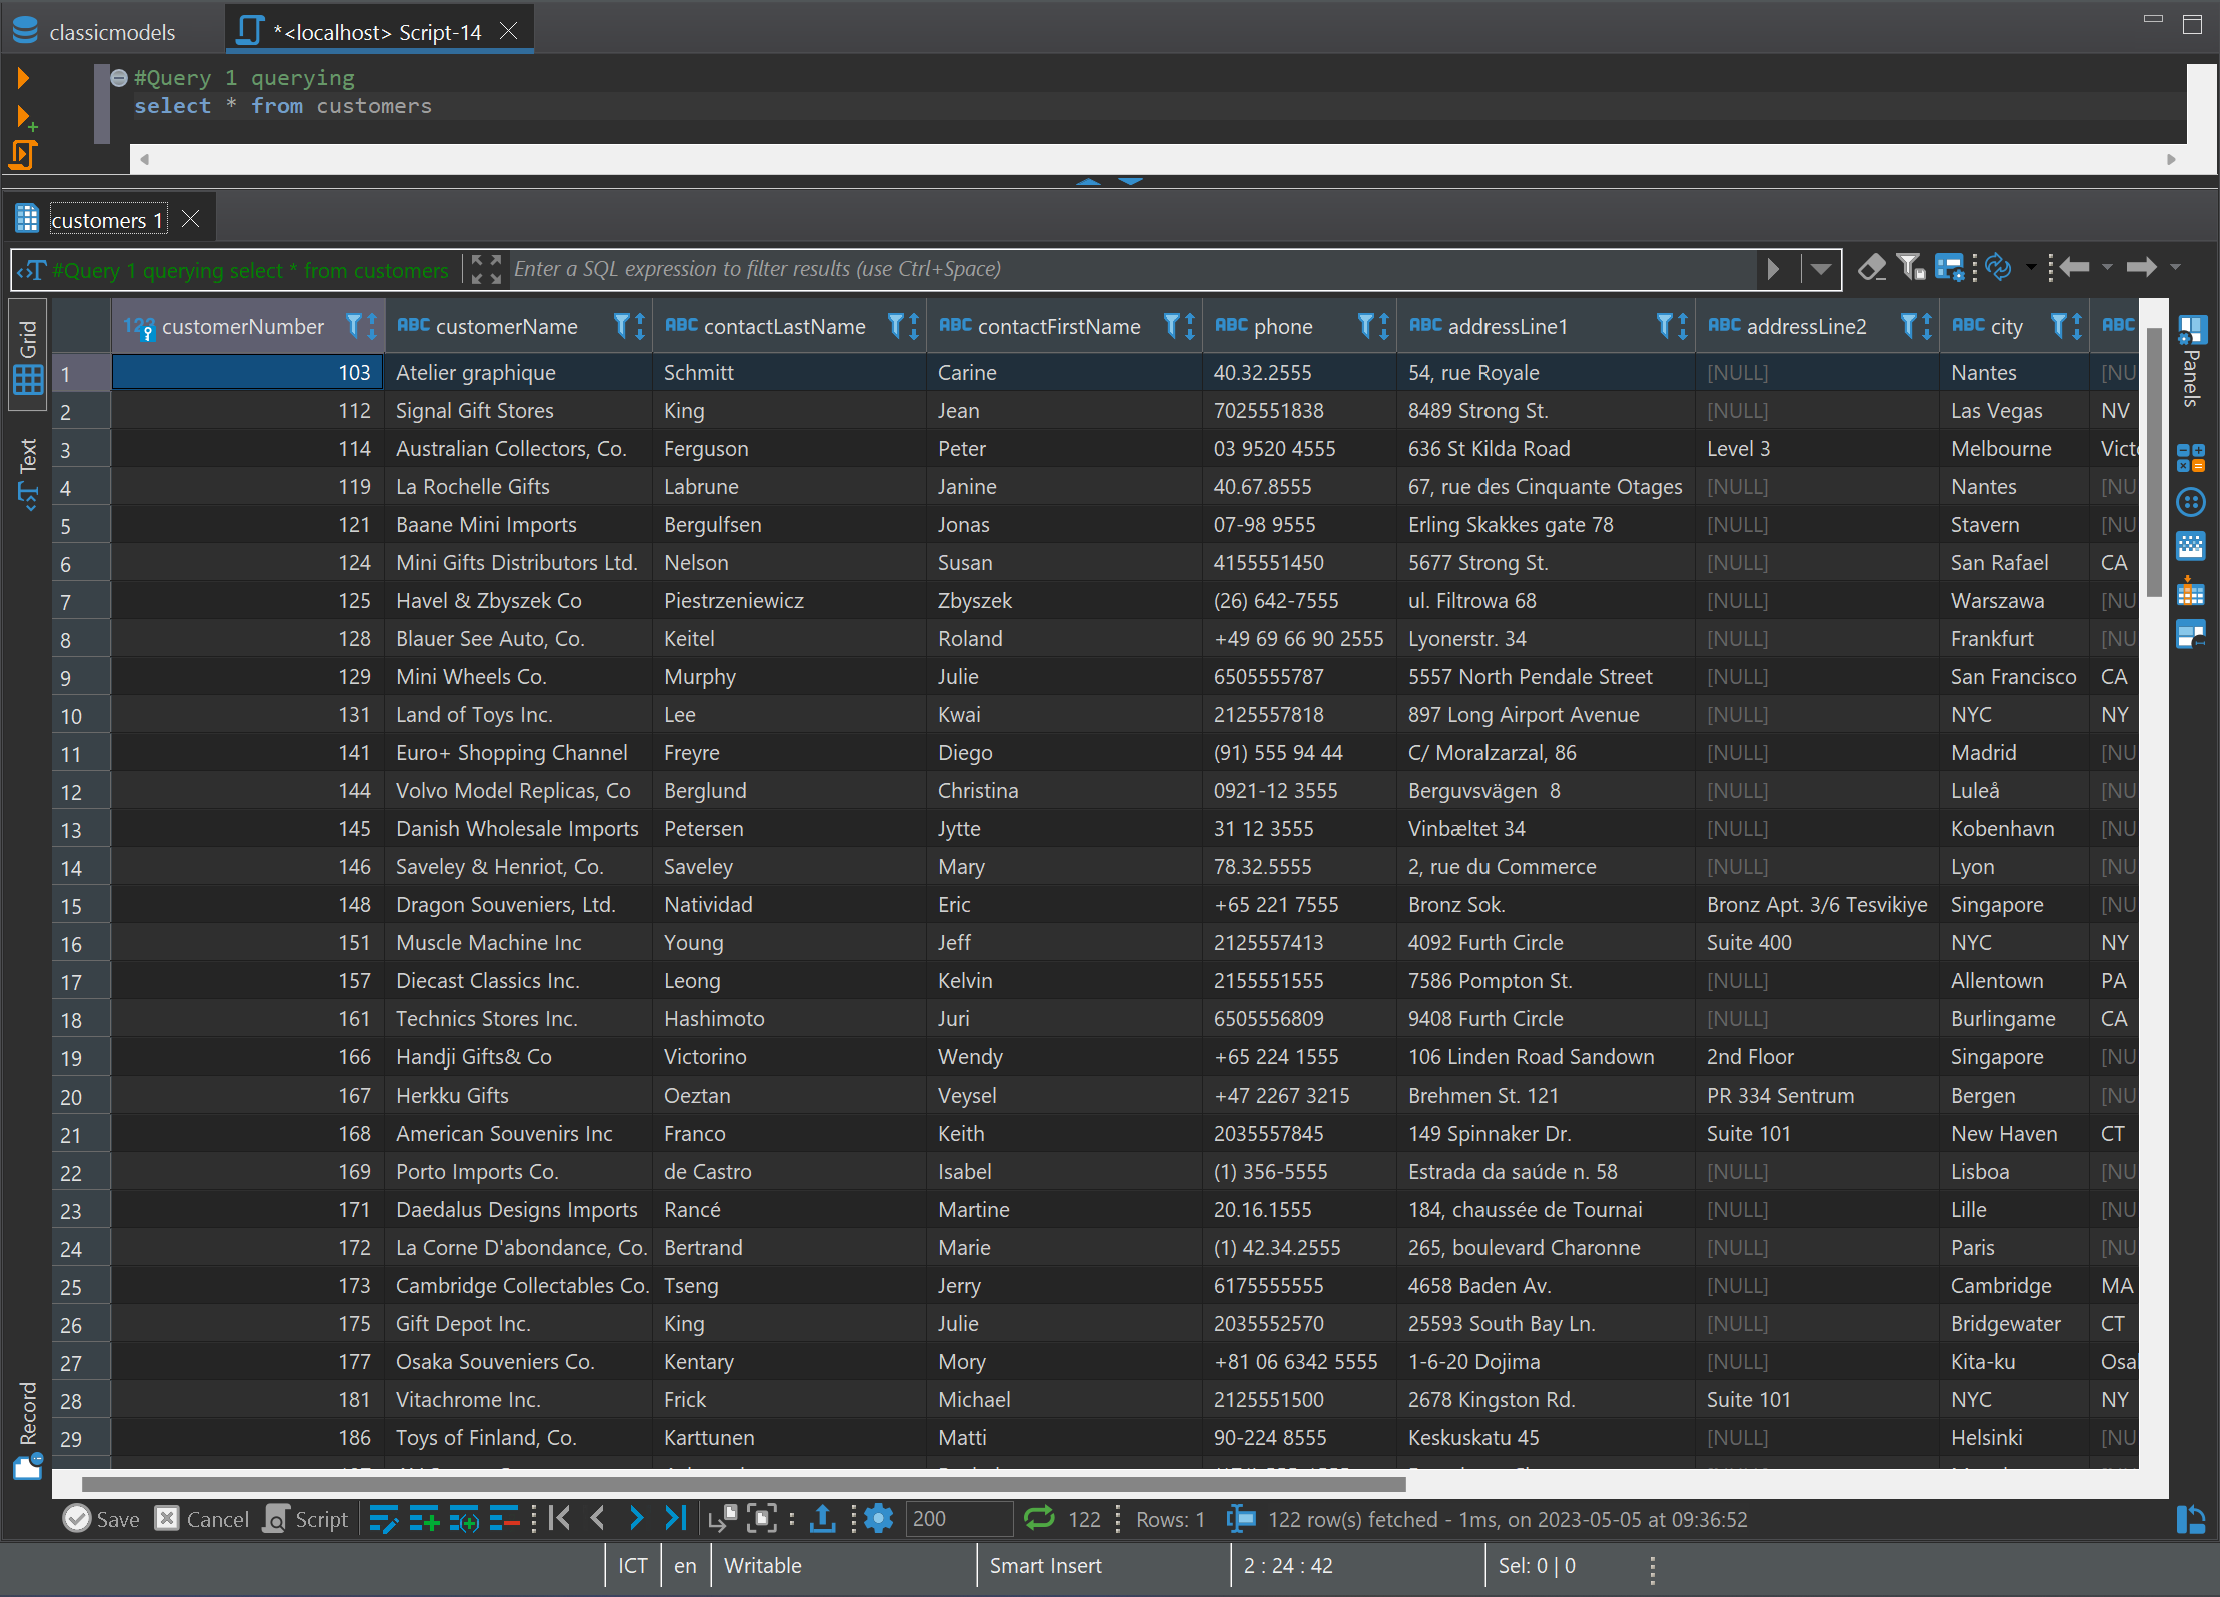 classicmodels *<localhost> Script-14
#Query 1 querying
select * from customers
customers 1
#Query 1 querying select * from customers Enter a SQL expression to filter results (use Ctrl+Space)
Grid
Text
Record
Panels
123 customerNumber ABC customerName ABC contactLastName ABC contactFirstName ABC phone ABC addressLine1 ABC addressLine2 ABC city ABC
1 103 Atelier graphique Schmitt Carine 40.32.2555 54, rue Royale [NULL] Nantes [NU
2 112 Signal Gift Stores King Jean 7025551838 8489 Strong St. [NULL] Las Vegas NV
3 114 Australian Collectors, Co. Ferguson Peter 03 9520 4555 636 St Kilda Road Level 3 Melbourne Victo
4 119 La Rochelle Gifts Labrune Janine 40.67.8555 67, rue des Cinquante Otages [NULL] Nantes [NU
5 121 Baane Mini Imports Bergulfsen Jonas 07-98 9555 Erling Skakkes gate 78 [NULL] Stavern [NU
6 124 Mini Gifts Distributors Ltd. Nelson Susan 4155551450 5677 Strong St. [NULL] San Rafael CA
7 125 Havel & Zbyszek Co Piestrzeniewicz Zbyszek (26) 642-7555 ul. Filtrowa 68 [NULL] Warszawa [NU
8 128 Blauer See Auto, Co. Keitel Roland +49 69 66 90 2555 Lyonerstr. 34 [NULL] Frankfurt [NU
9 129 Mini Wheels Co. Murphy Julie 6505555787 5557 North Pendale Street [NULL] San Francisco CA
10 131 Land of Toys Inc. Lee Kwai 2125557818 897 Long Airport Avenue [NULL] NYC NY
11 141 Euro+ Shopping Channel Freyre Diego (91) 555 94 44 C/ Moralzarzal, 86 [NULL] Madrid [NU
12 144 Volvo Model Replicas, Co Berglund Christina 0921-12 3555 Berguvsvägen  8 [NULL] Luleå [NU
13 145 Danish Wholesale Imports Petersen Jytte 31 12 3555 Vinbæltet 34 [NULL] Kobenhavn [NU
14 146 Saveley & Henriot, Co. Saveley Mary 78.32.5555 2, rue du Commerce [NULL] Lyon [NU
15 148 Dragon Souveniers, Ltd. Natividad Eric +65 221 7555 Bronz Sok. Bronz Apt. 3/6 Tesvikiye Singapore [NU
16 151 Muscle Machine Inc Young Jeff 2125557413 4092 Furth Circle Suite 400 NYC NY
17 157 Diecast Classics Inc. Leong Kelvin 2155551555 7586 Pompton St. [NULL] Allentown PA
18 161 Technics Stores Inc. Hashimoto Juri 6505556809 9408 Furth Circle [NULL] Burlingame CA
19 166 Handji Gifts& Co Victorino Wendy +65 224 1555 106 Linden Road Sandown 2nd Floor Singapore [NU
20 167 Herkku Gifts Oeztan Veysel +47 2267 3215 Brehmen St. 121 PR 334 Sentrum Bergen [NU
21 168 American Souvenirs Inc Franco Keith 2035557845 149 Spinnaker Dr. Suite 101 New Haven CT
22 169 Porto Imports Co. de Castro Isabel (1) 356-5555 Estrada da saúde n. 58 [NULL] Lisboa [NU
23 171 Daedalus Designs Imports Rancé Martine 20.16.1555 184, chaussée de Tournai [NULL] Lille [NU
24 172 La Corne D'abondance, Co. Bertrand Marie (1) 42.34.2555 265, boulevard Charonne [NULL] Paris [NU
25 173 Cambridge Collectables Co. Tseng Jerry 6175555555 4658 Baden Av. [NULL] Cambridge MA
26 175 Gift Depot Inc. King Julie 2035552570 25593 South Bay Ln. [NULL] Bridgewater CT
27 177 Osaka Souveniers Co. Kentary Mory +81 06 6342 5555 1-6-20 Dojima [NULL] Kita-ku Osal
28 181 Vitachrome Inc. Frick Michael 2125551500 2678 Kingston Rd. Suite 101 NYC NY
29 186 Toys of Finland, Co. Karttunen Matti 90-224 8555 Keskuskatu 45 [NULL] Helsinki [NU
Save Cancel Script 200 122 Rows: 1 122 row(s) fetched - 1ms, on 2023-05-05 at 09:36:52
ICT en Writable Smart Insert 2 : 24 : 42 Sel: 0 | 0